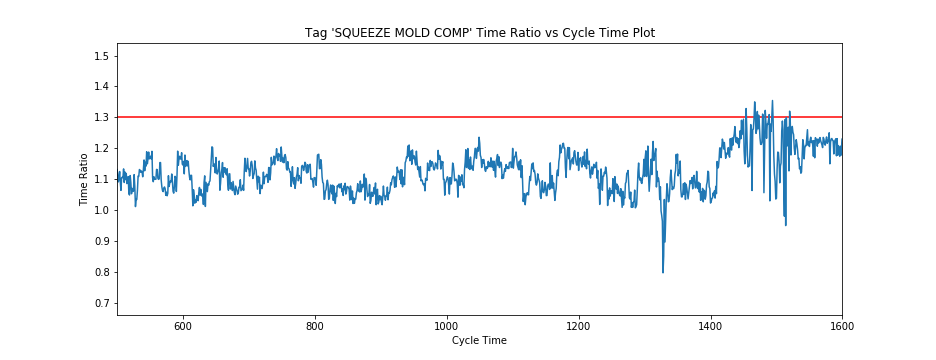 Tag 'SQUEEZE MOLD COMP' Time Ratio vs Cycle Time Plot
1.5
1.4
1.3
1.2
1.1
1.0
0.9
0.8
0.7
Time Ratio
600 800 1000 1200 1400 1600
Cycle Time